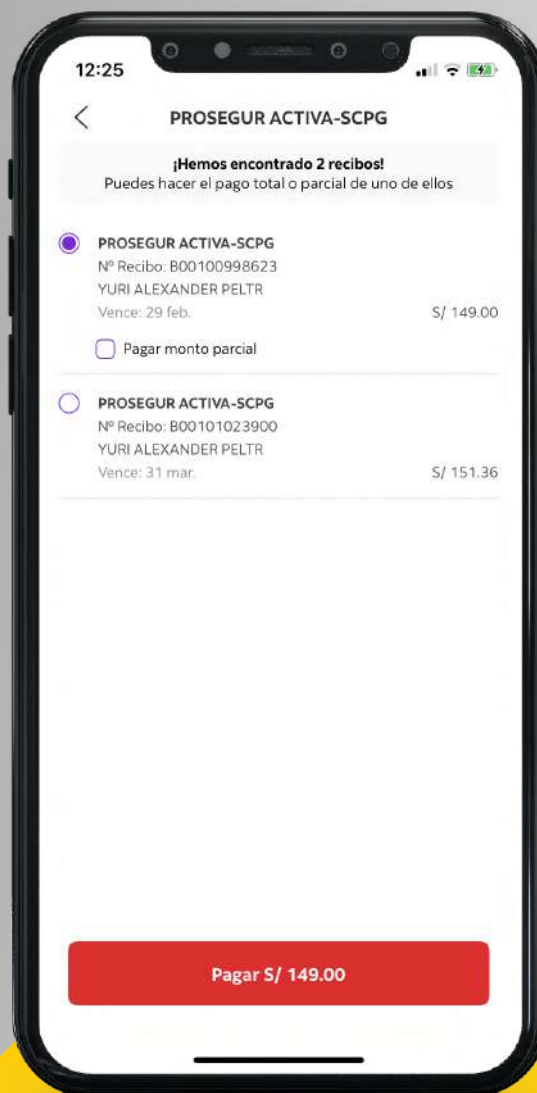 12:25
PROSEGUR ACTIVA-SCPG
¡Hemos encontrado 2 recibos!
Puedes hacer el pago total o parcial de uno de ellos
PROSEGUR ACTIVA-SCPG
Nº Recibo: B00100998623
YURI ALEXANDER PELTR
Vence: 29 feb. S/ 149.00
Pagar monto parcial
PROSEGUR ACTIVA-SCPG
Nº Recibo: B00101023900
YURI ALEXANDER PELTR
Vence: 31 mar. S/ 151.36
Pagar S/ 149.00